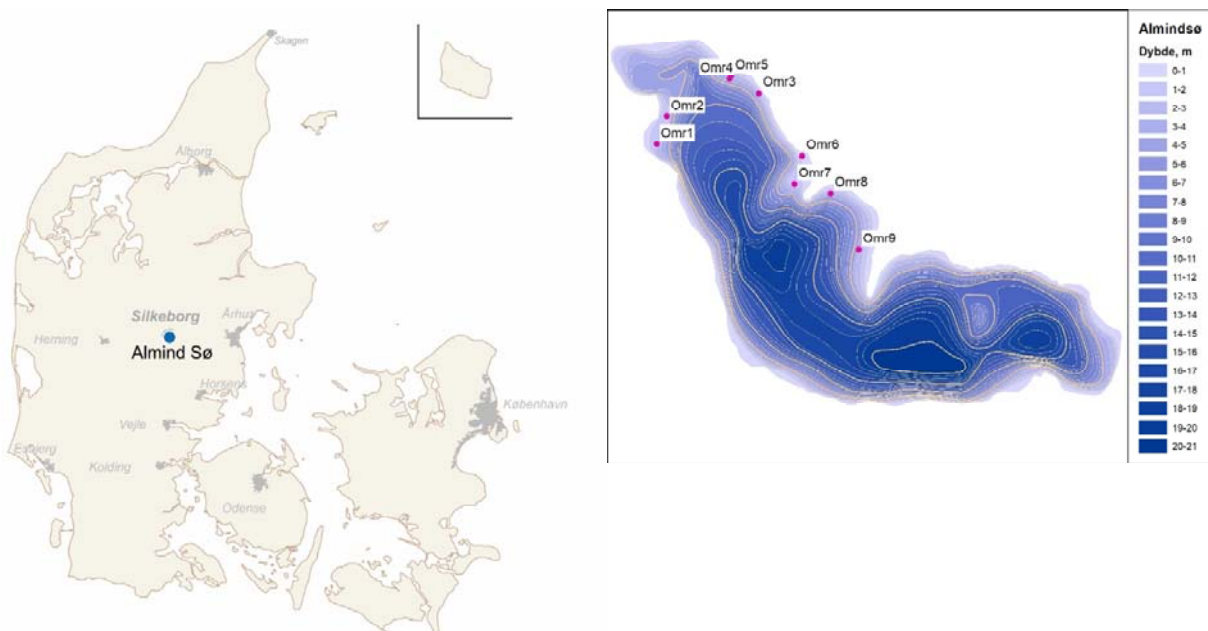 Skagen
Ålborg
Silkeborg
Århus
Herning
Almind Sø
Horsens
Vejle
København
Esbjerg
Kolding
Odense
Omr4
Omr5
Omr3
Omr2
Omr1
Omr6
Omr7
Omr8
Omr9
Almindsø
Dybde, m
0-1
1-2
2-3
3-4
4-5
5-6
6-7
7-8
8-9
9-10
10-11
11-12
12-13
13-14
14-15
15-16
16-17
17-18
18-19
19-20
20-21